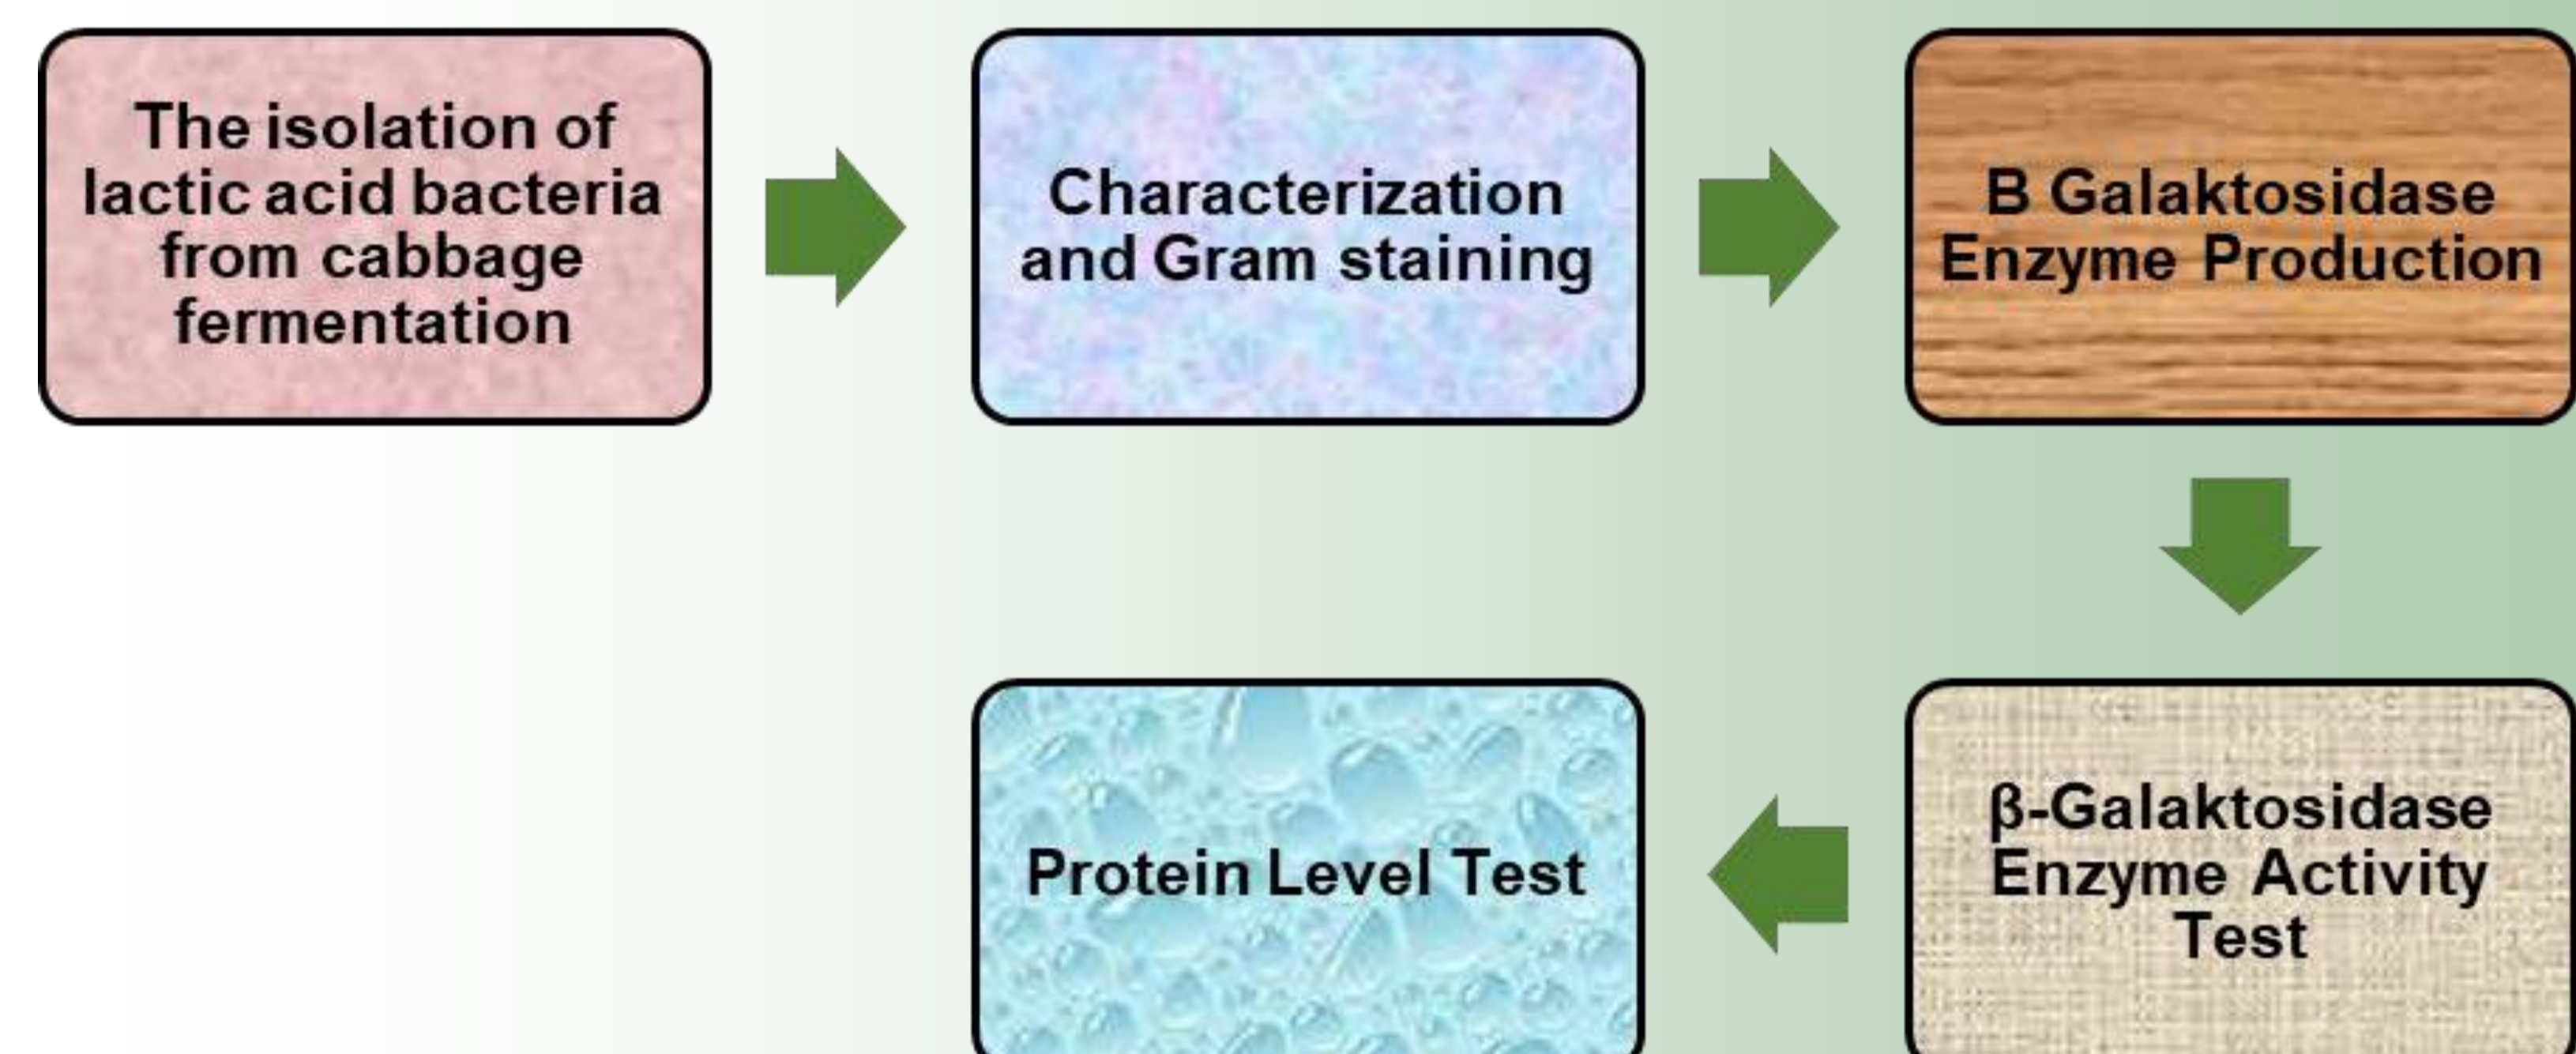 The isolation of
lactic acid bacteria
from cabbage
fermentation
Characterization
and Gram staining
B Galaktosidase
Enzyme Production
β-Galaktosidase
Enzyme Activity
Test
Protein Level Test